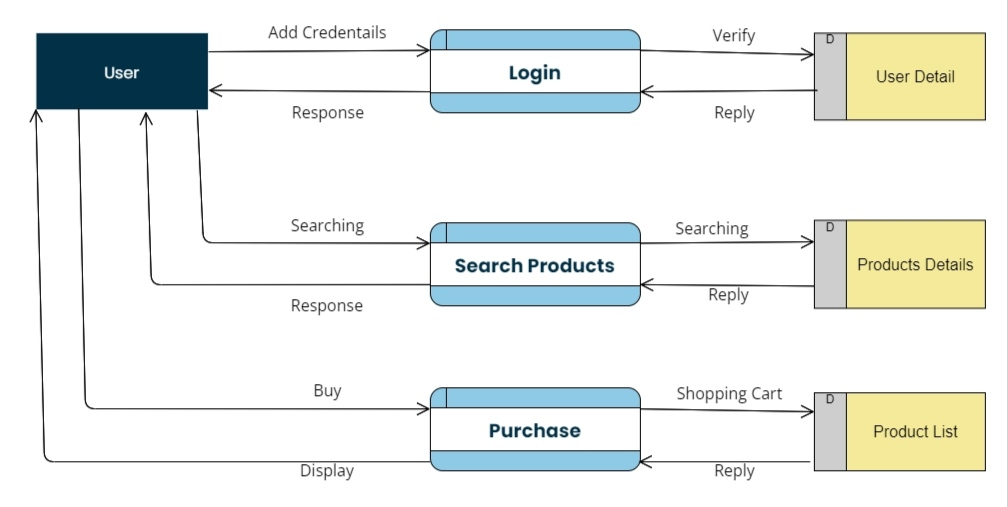 Add Credentails
Verify
D
User
Login
User Detail
Response
Reply
Searching
Searching
D
Search Products
Products Details
Response
Reply
Buy
Shopping Cart
D
Purchase
Product List
Display
Reply